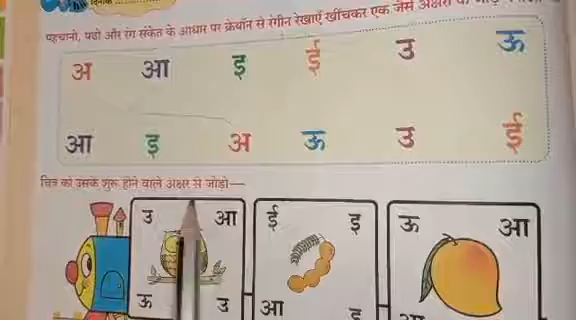 दिनांक
पहचानो, पढो और रंग संकेत के आधार पर क्रेयॉन से रंगीन रेखाएँ खींचकर एक जैसे अक्षरों
अ आ इ ई उ ऊ
आ इ अ ऊ उ ई
चित्र को उसके शुरू होने वाले अक्षर से जोड़ो—
उ आ ई इ ऊ आ
ऊ उ आ